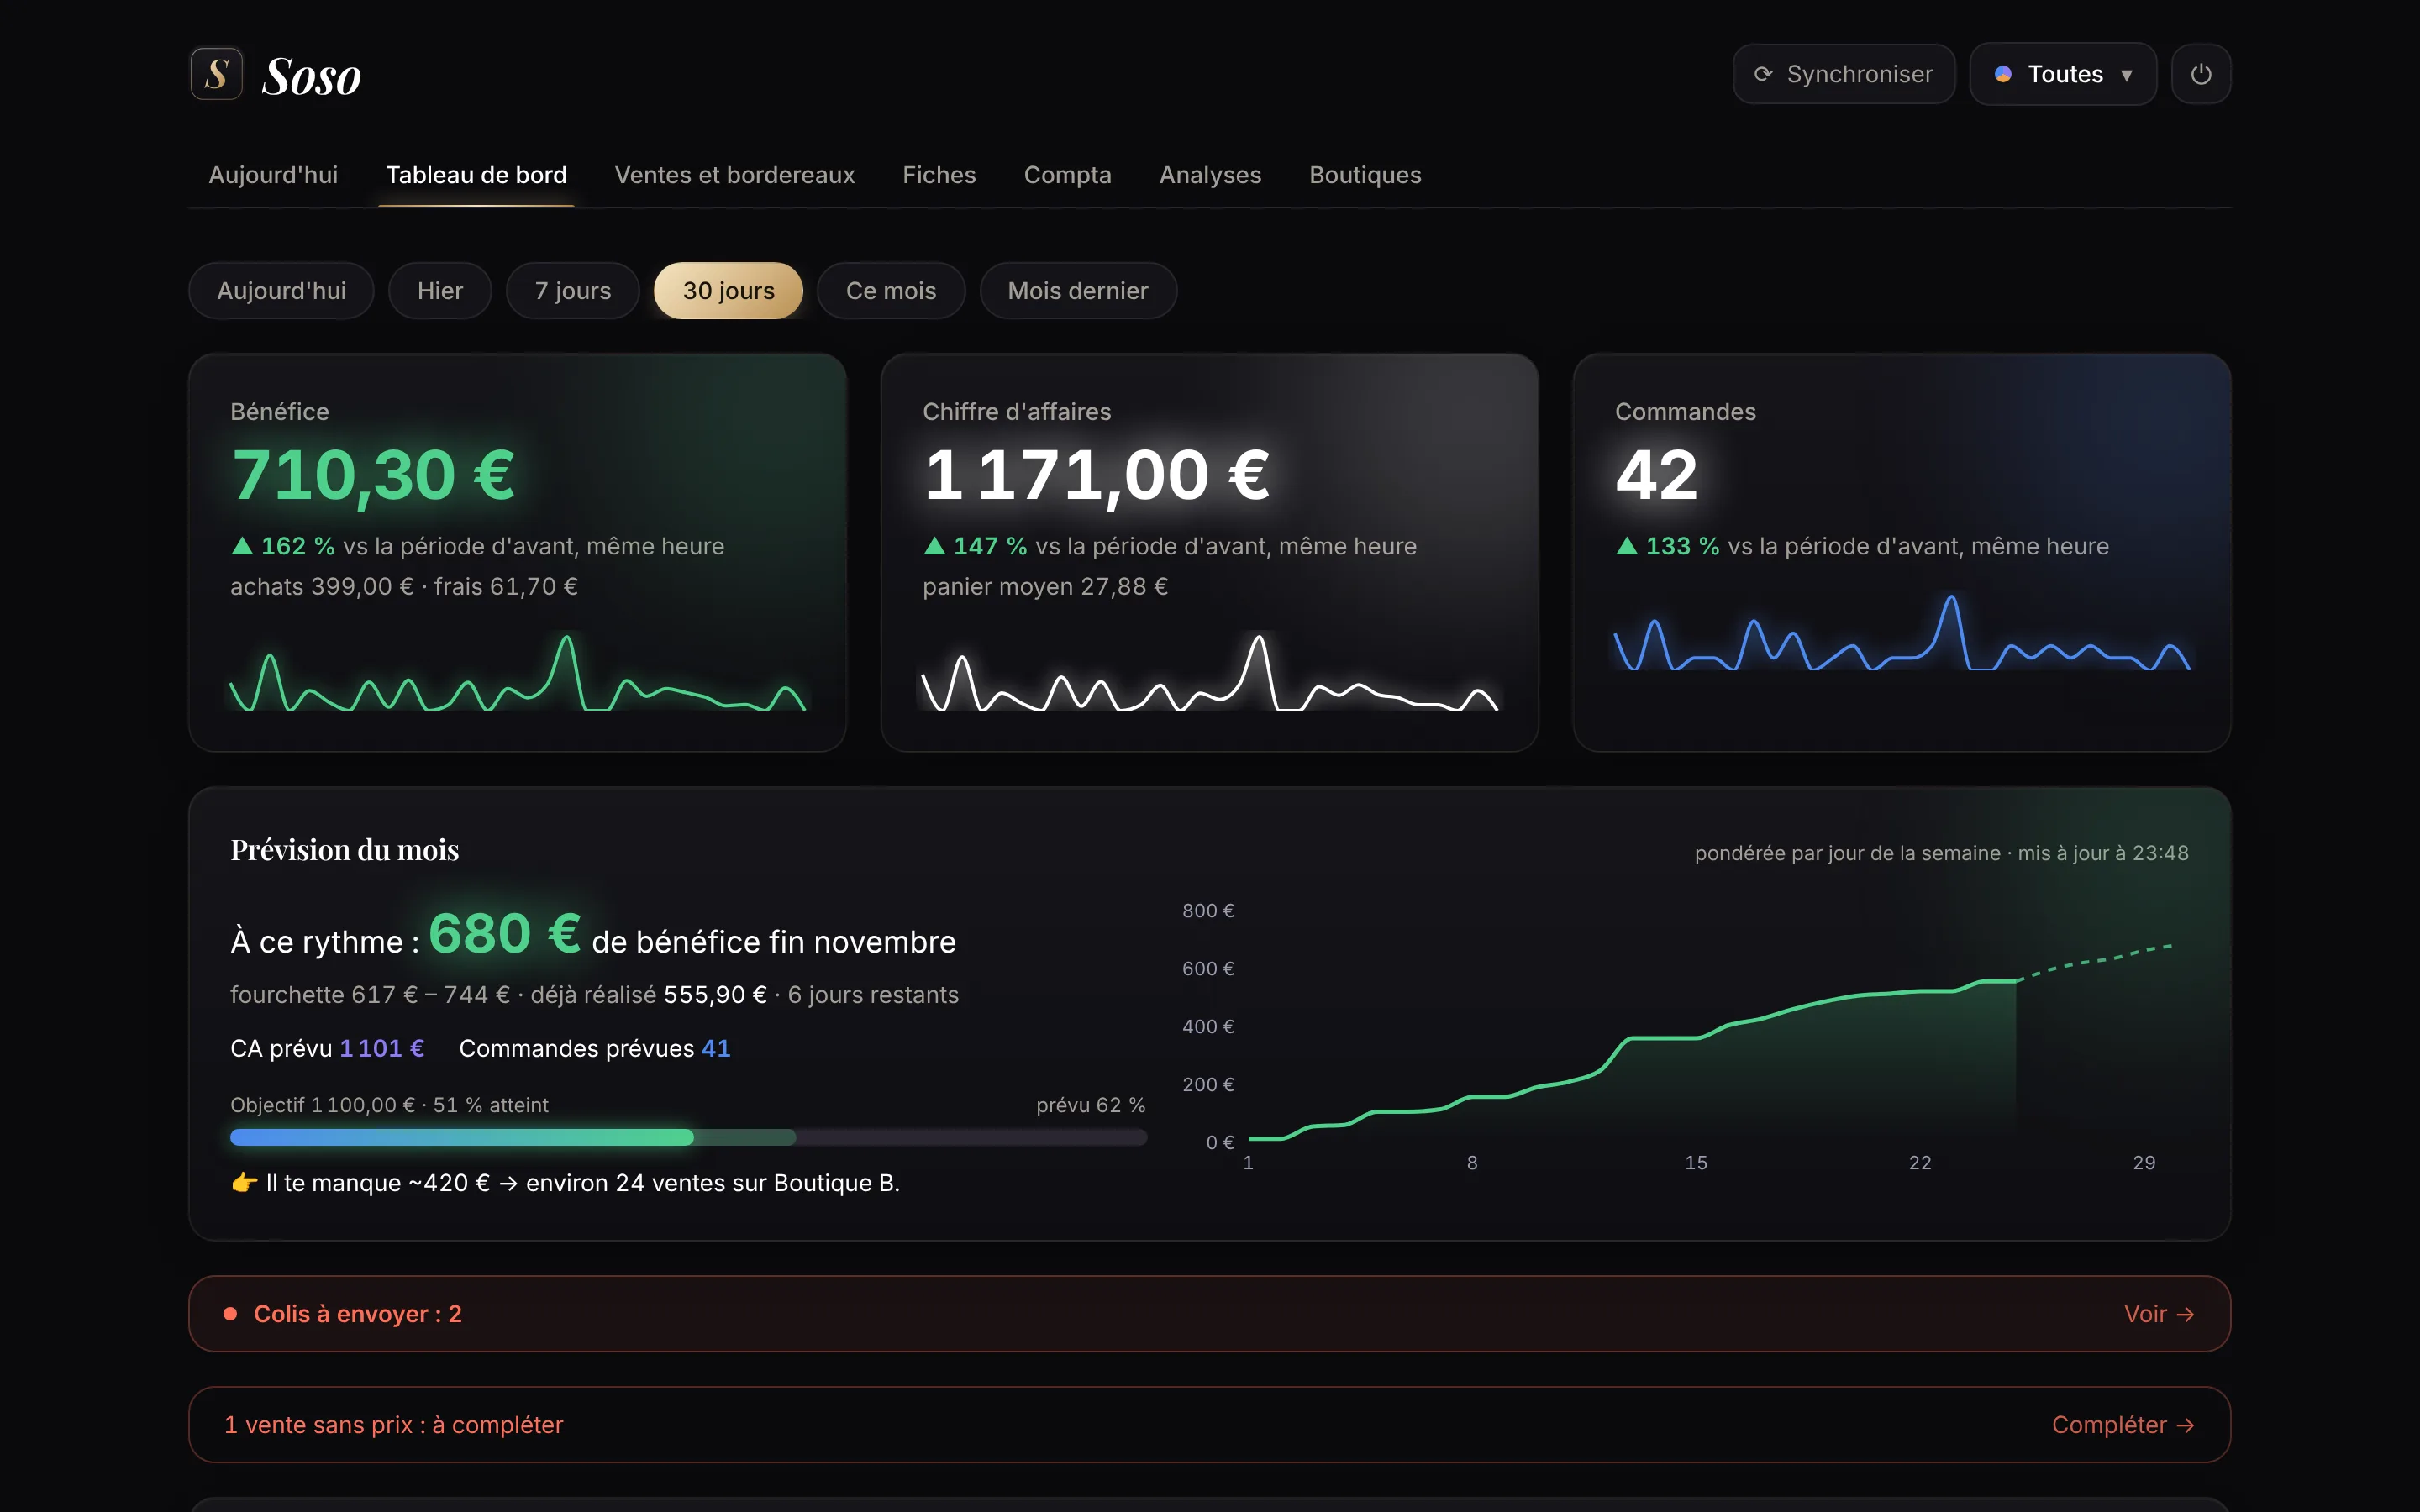 S Soso
⟳ Synchroniser Toutes ▼
Aujourd'hui Tableau de bord Ventes et bordereaux Fiches Compta Analyses Boutiques
Aujourd'hui Hier 7 jours 30 jours Ce mois Mois dernier
Bénéfice
710,30 €
▲ 162 % vs la période d'avant, même heure
achats 399,00 € · frais 61,70 €
Chiffre d'affaires
1 171,00 €
▲ 147 % vs la période d'avant, même heure
panier moyen 27,88 €
Commandes
42
▲ 133 % vs la période d'avant, même heure
Prévision du mois
pondérée par jour de la semaine · mis à jour à 23:48
À ce rythme : 680 € de bénéfice fin novembre
fourchette 617 € – 744 € · déjà réalisé 555,90 € · 6 jours restants
CA prévu 1 101 € Commandes prévues 41
Objectif 1 100,00 € · 51 % atteint prévu 62 %
👉 Il te manque ~420 € → environ 24 ventes sur Boutique B.
800 €
600 €
400 €
200 €
0 €
1 8 15 22 29
Colis à envoyer : 2 Voir →
1 vente sans prix : à compléter Compléter →